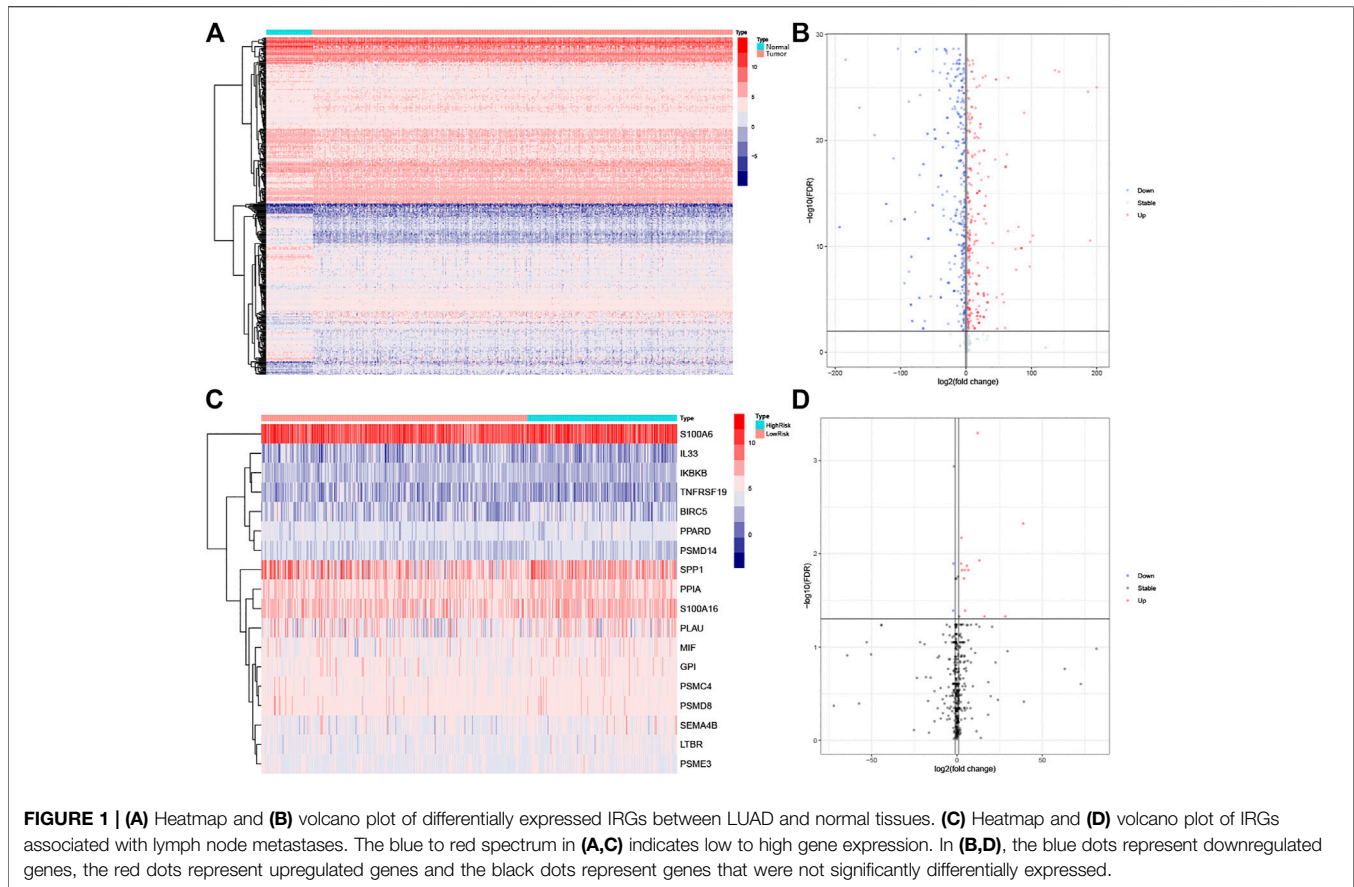 A
Type
10
5
0
−5
Type
Normal
Tumor
B
30
20
10
0
−200
−100
0
100
200
−log10(FDR)
log2(fold change)
Down
Stable
Up
C
Type
S100A6
IL33
IKBKB
TNFRSF19
BIRC5
PPARD
PSMD14
SPP1
PPIA
S100A16
PLAU
MIF
GPI
PSMC4
PSMD8
SEMA4B
LTBR
PSME3
10
5
0
Type
HighRisk
LowRisk
D
3
2
1
0
−50
0
50
−log10(FDR)
log2(fold change)
Down
Stable
Up
FIGURE 1 | (A) Heatmap and (B) volcano plot of differentially expressed IRGs between LUAD and normal tissues. (C) Heatmap and (D) volcano plot of IRGs
associated with lymph node metastases. The blue to red spectrum in (A,C) indicates low to high gene expression. In (B,D), the blue dots represent downregulated
genes, the red dots represent upregulated genes and the black dots represent genes that were not significantly differentially expressed.